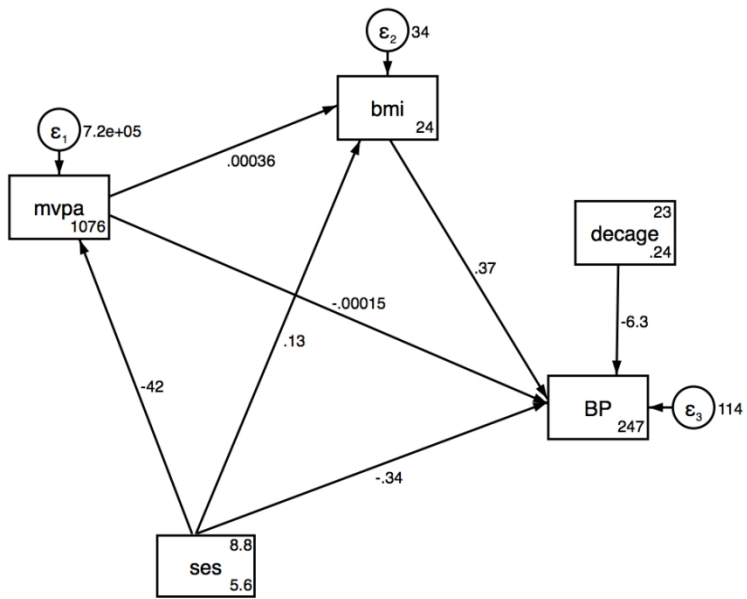 ε2 34
bmi
24
ε1 7.2e+05
.00036
mvpa
1076
23
decage
.24
.37
-.00015
-6.3
.13
-42
BP
247
ε3 114
-.34
8.8
ses
5.6